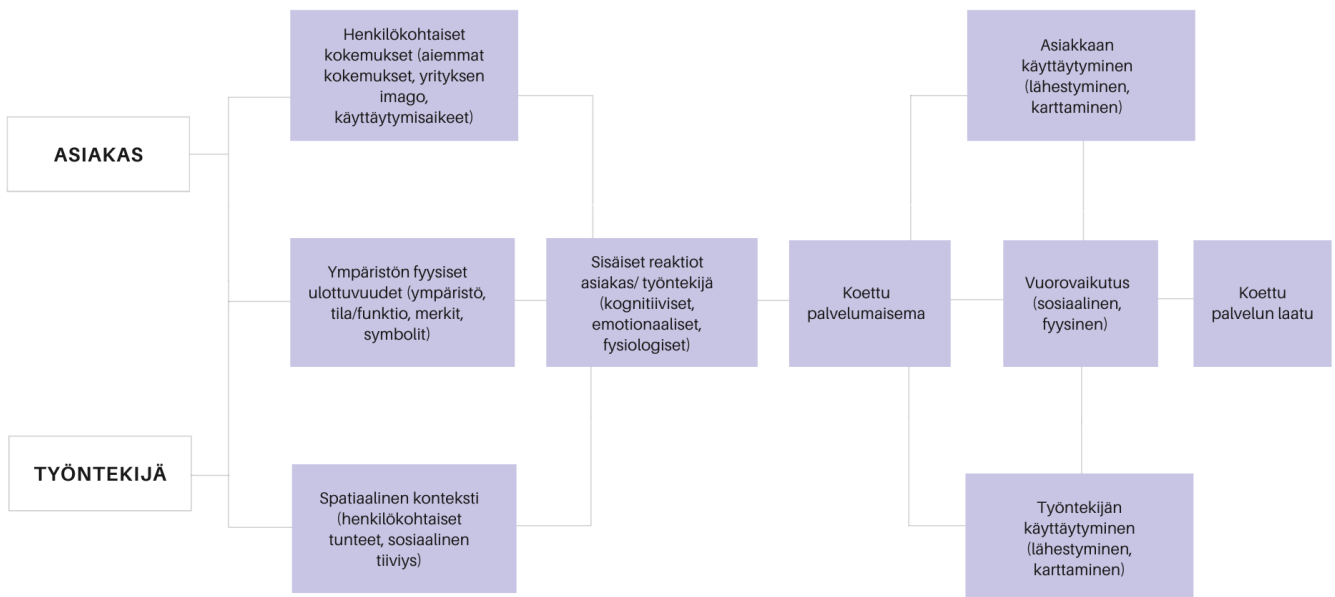 ASIAKAS
TYÖNTEKIJÄ
Henkilökohtaiset
kokemukset (aiemmat
kokemukset, yrityksen
imago,
käyttäytymisaikeet)
Ympäristön fyysiset
ulottuvuudet (ympäristö,
tila/funktio, merkit,
symbolit)
Spatiaalinen konteksti
(henkilökohtaiset
tunteet, sosiaalinen
tiiviys)
Sisäiset reaktiot
asiakas/ työntekijä
(kognitiiviset,
emotionaaliset,
fysiologiset)
Koettu
palvelumaisema
Asiakkaan
käyttäytyminen
(lähestyminen,
karttaminen)
Vuorovaikutus
(sosiaalinen,
fyysinen)
Työntekijän
käyttäytyminen
(lähestyminen,
karttaminen)
Koettu
palvelun laatu